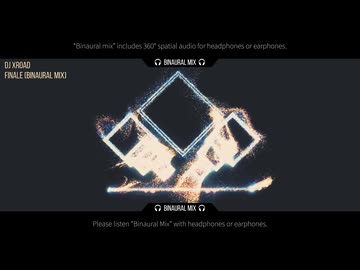 "Binaural mix" includes 360° spatial audio for headphones or earphones.
BINAURAL MIX
DJ XROAD
FINALE (BINAURAL MIX)
BINAURAL MIX
Please listen "Binaural Mix" with headphones or earphones.